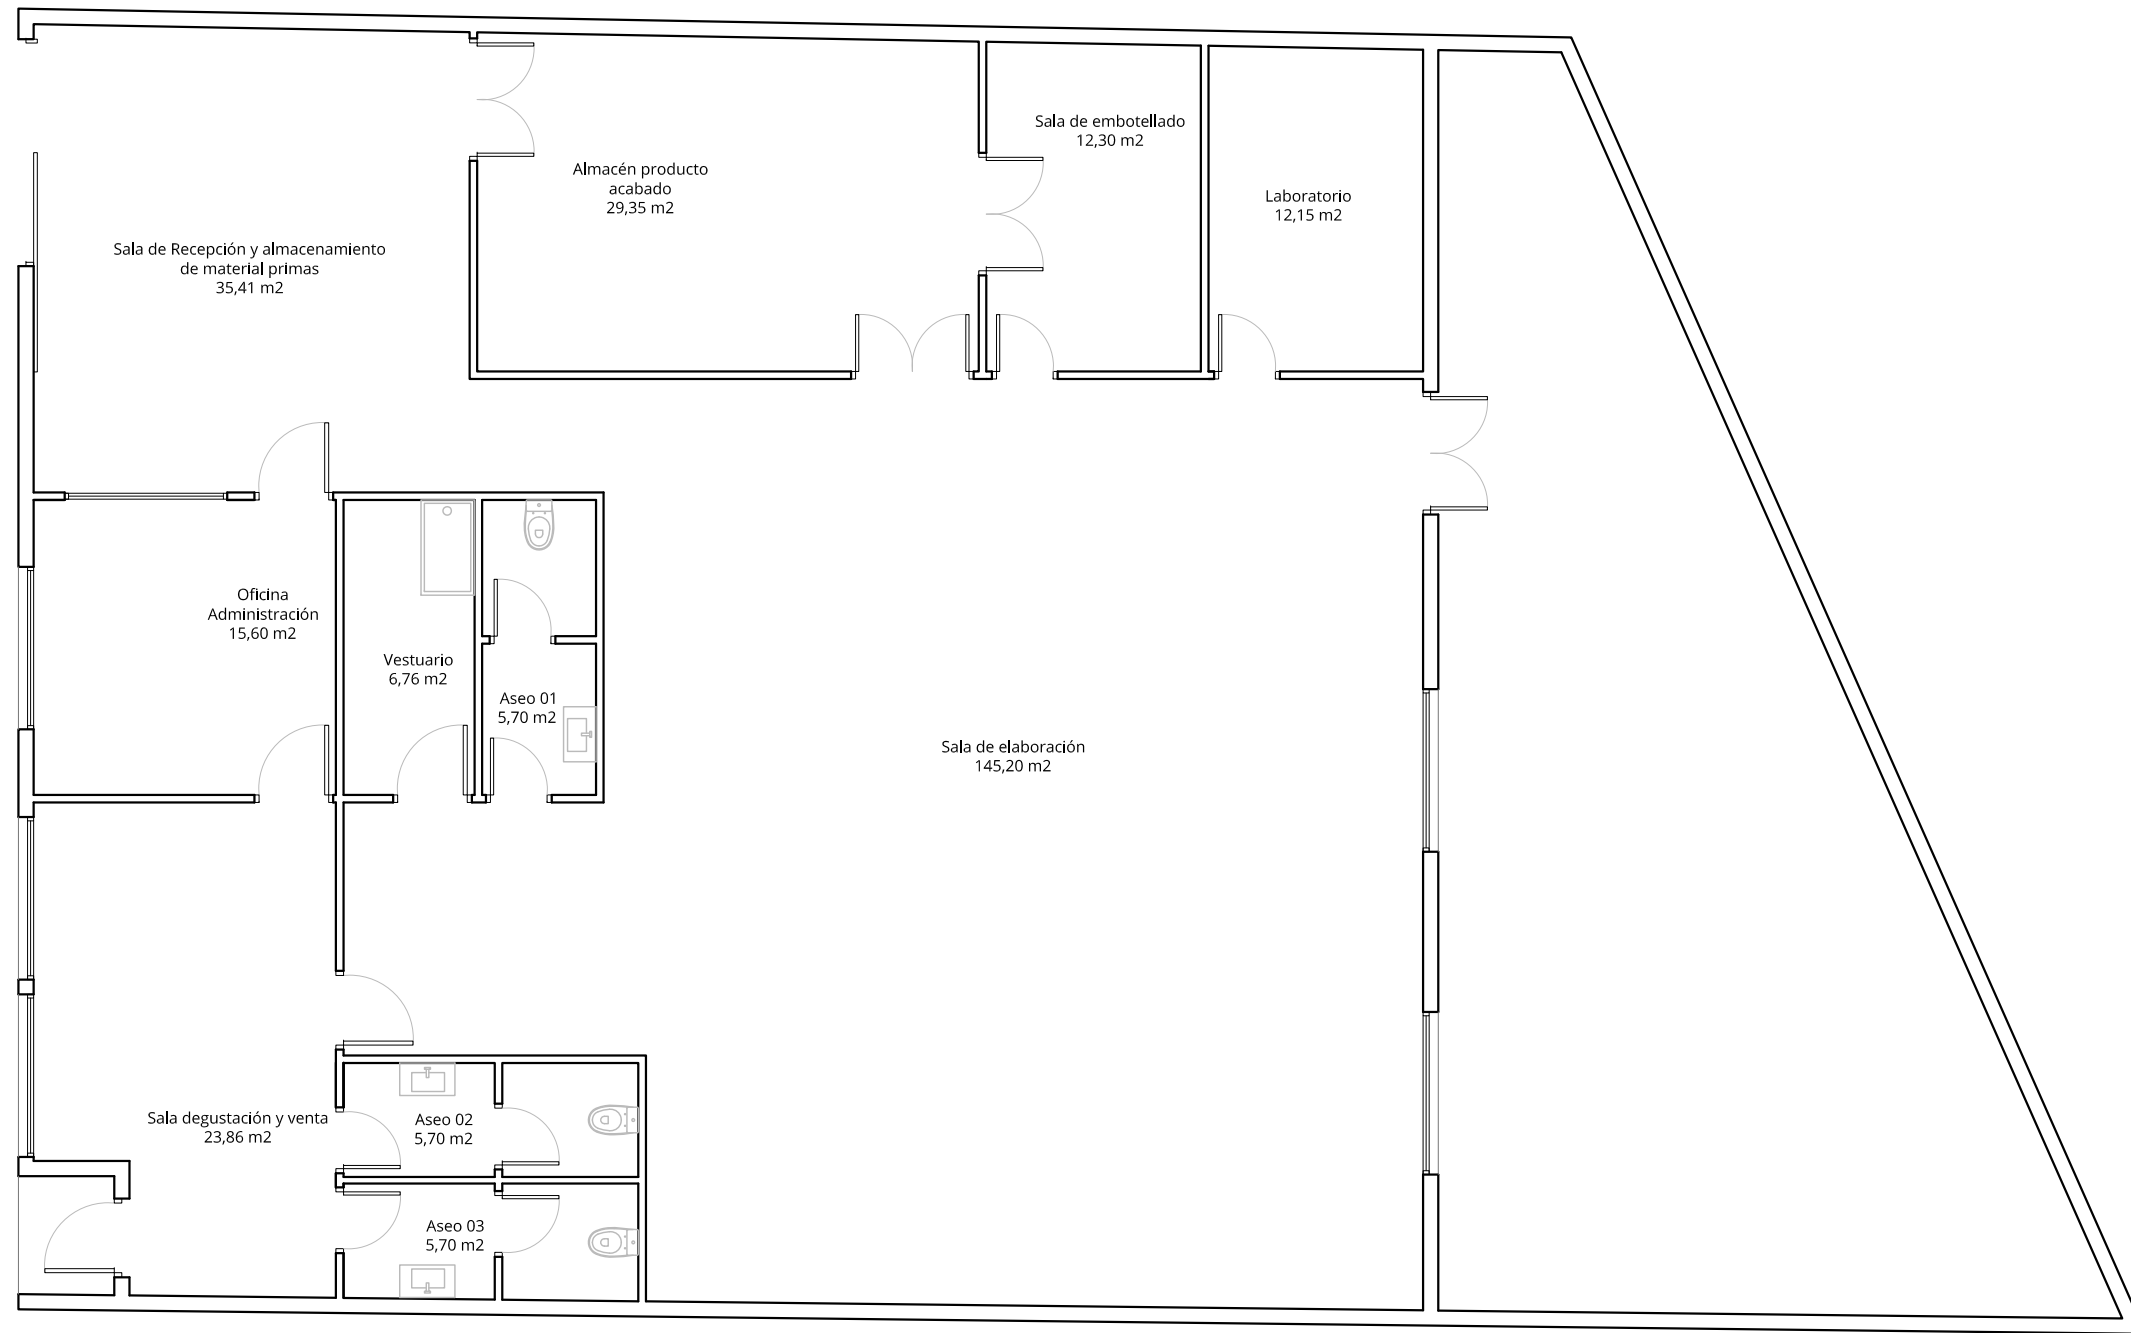 Sala de embotellado
12,30 m2
Almacén producto
acabado
29,35 m2
Laboratorio
12,15 m2
Sala de Recepción y almacenamiento
de material primas
35,41 m2
Oficina
Administración
15,60 m2
Vestuario
6,76 m2
Aseo 01
5,70 m2
Sala de elaboración
145,20 m2
Sala degustación y venta
23,86 m2
Aseo 02
5,70 m2
Aseo 03
5,70 m2